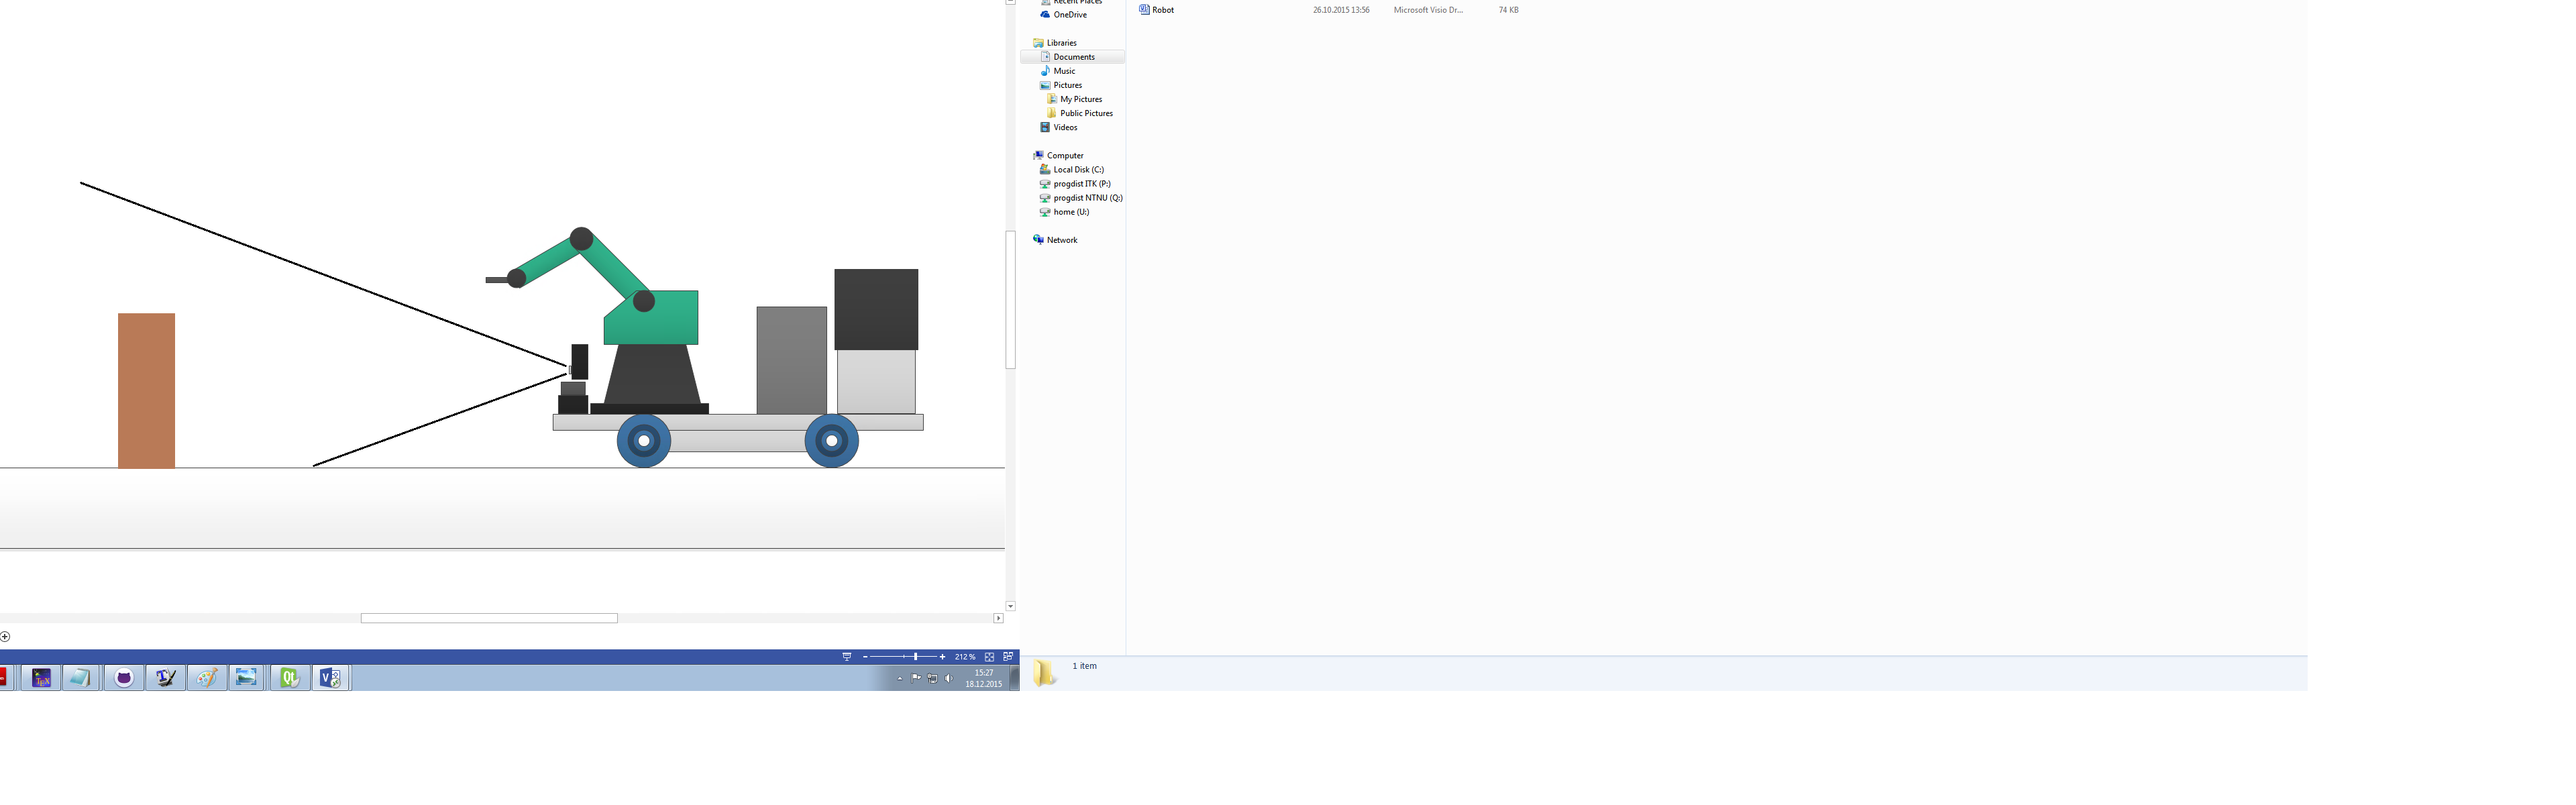 Recent Places
OneDrive
Robot 26.10.2015 13:56 Microsoft Visio Dr... 74 KB
Libraries
Documents
Music
Pictures
My Pictures
Public Pictures
Videos
Computer
Local Disk (C:)
progdist ITK (P:)
progdist NTNU (Q:)
home (U:)
Network
212 %
1 item
TEX
Qt
V
15:27
18.12.2015